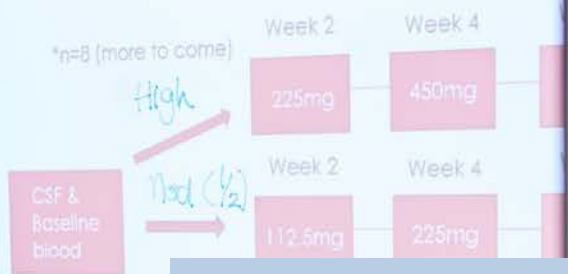 Week 2
Week 4
*n=8 (more to come)
High
225mg
450mg
Week 2
Week 4
CSF &
Baseline
blood
Mod (½)
112.5mg
225mg